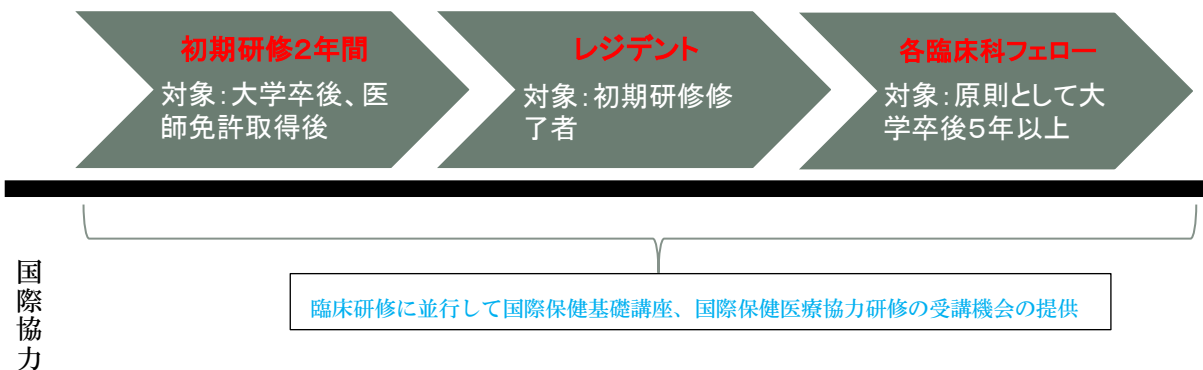 初期研修２年間
対象：大学卒後、医
師免許取得後
レジデント
対象：初期研修修
了者
各臨床科フェロー
対象：原則として大
学卒後５年以上
国際協力
臨床研修に並行して国際保健基礎講座、国際保健医療協力研修の受講機会の提供